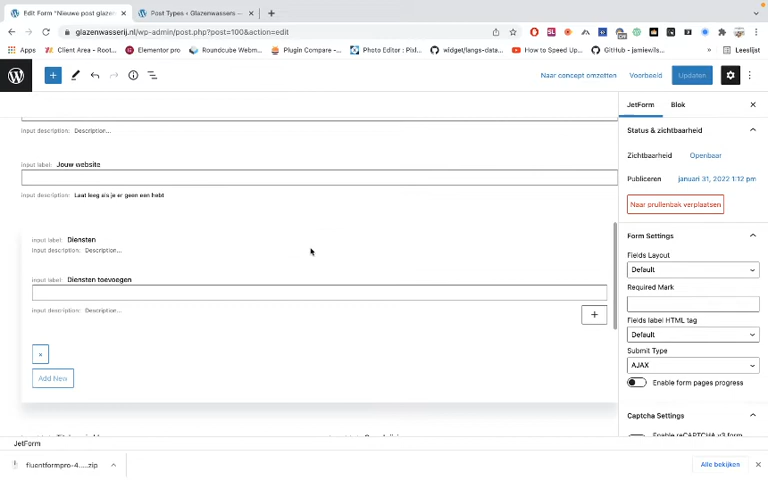 Edit Form "Nieuwe post glazen
Post Types ‹ Glazenwasserij —
glazenwasserij.nl/wp-admin/post.php?post=100&action=edit
Apps
Client Area - Root...
Elementor pro
Roundcube Webm...
Plugin Compare -...
Photo Editor : Pixl...
widget/langs-data...
How to Speed Up...
GitHub - jamiewils...
»
Leeslijst
Naar concept omzetten
Voorbeeld
Updaten
JetForm
Blok
input description: Description...
Status & zichtbaarheid
Zichtbaarheid
Openbaar
input label: Jouw website
Publiceren
januari 31, 2022 1:12 pm
input description: Laat leeg als je er geen een hebt
Naar prullenbak verplaatsen
Form Settings
input label: Diensten
input description: Description...
Fields Layout
Default
input label: Diensten toevoegen
Required Mark
input description: Description...
Fields label HTML tag
Default
Submit Type
AJAX
×
Add New
Enable form pages progress
Captcha Settings
Enable reCAPTCHA v3 form
JetForm
fluentformpro-4.....zip
Alle bekijken